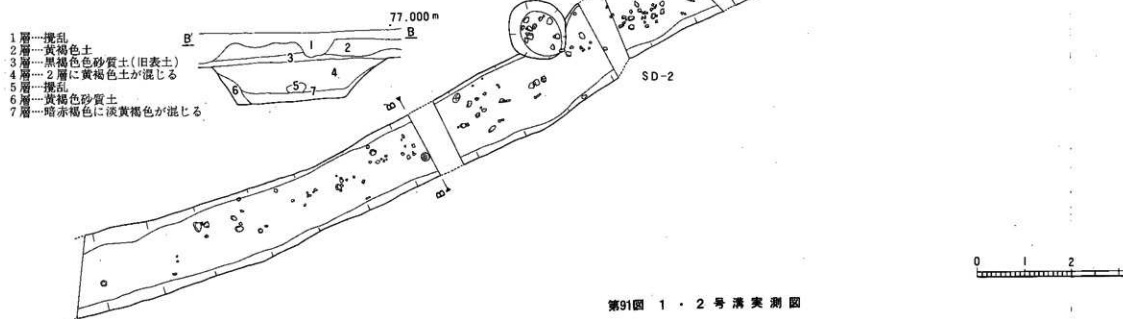 77.000m
B′ B
1層…攪乱
2層…黄褐色土
3層…黒褐色色砂質土(旧表土)
4層…2層に黄褐色土が混じる
5層…攪乱
6層…黄褐色砂質土
7層…暗赤褐色に淡黄褐色が混じる
1 2
3 4
6 5 7
SD-2
B
B′
0 1 2
第91図 1・2号溝実測図